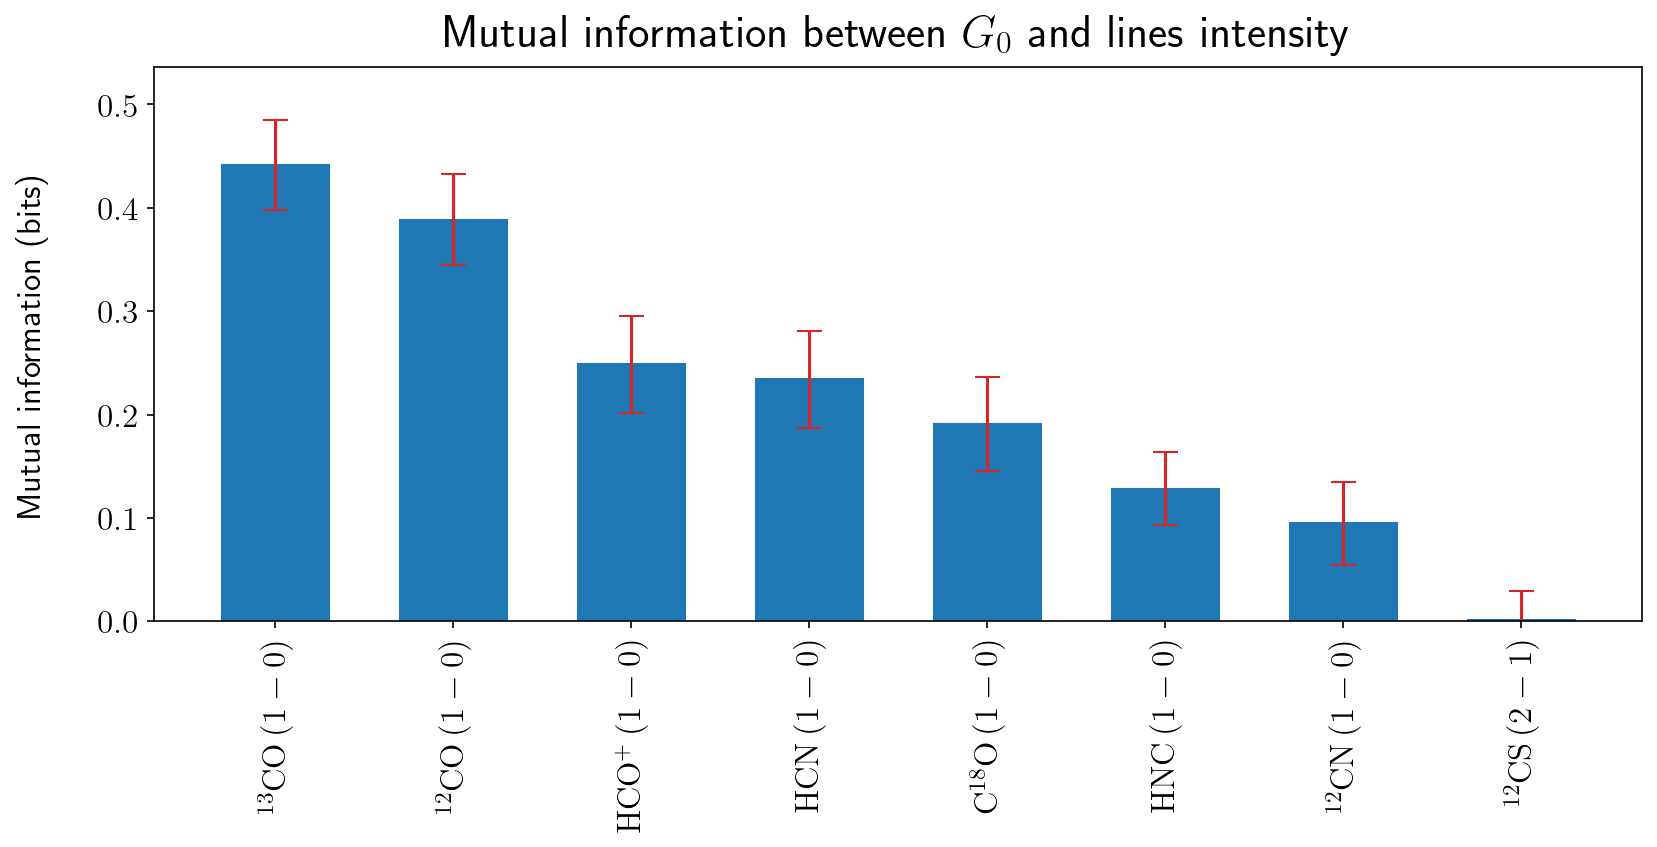 Mutual information between G₀ and lines intensity
Mutual information (bits)
0.5
0.4
0.3
0.2
0.1
0.0
¹³CO (1 − 0)
¹²CO (1 − 0)
HCO⁺ (1 − 0)
HCN (1 − 0)
C¹⁸O (1 − 0)
HNC (1 − 0)
¹²CN (1 − 0)
¹²CS (2 − 1)